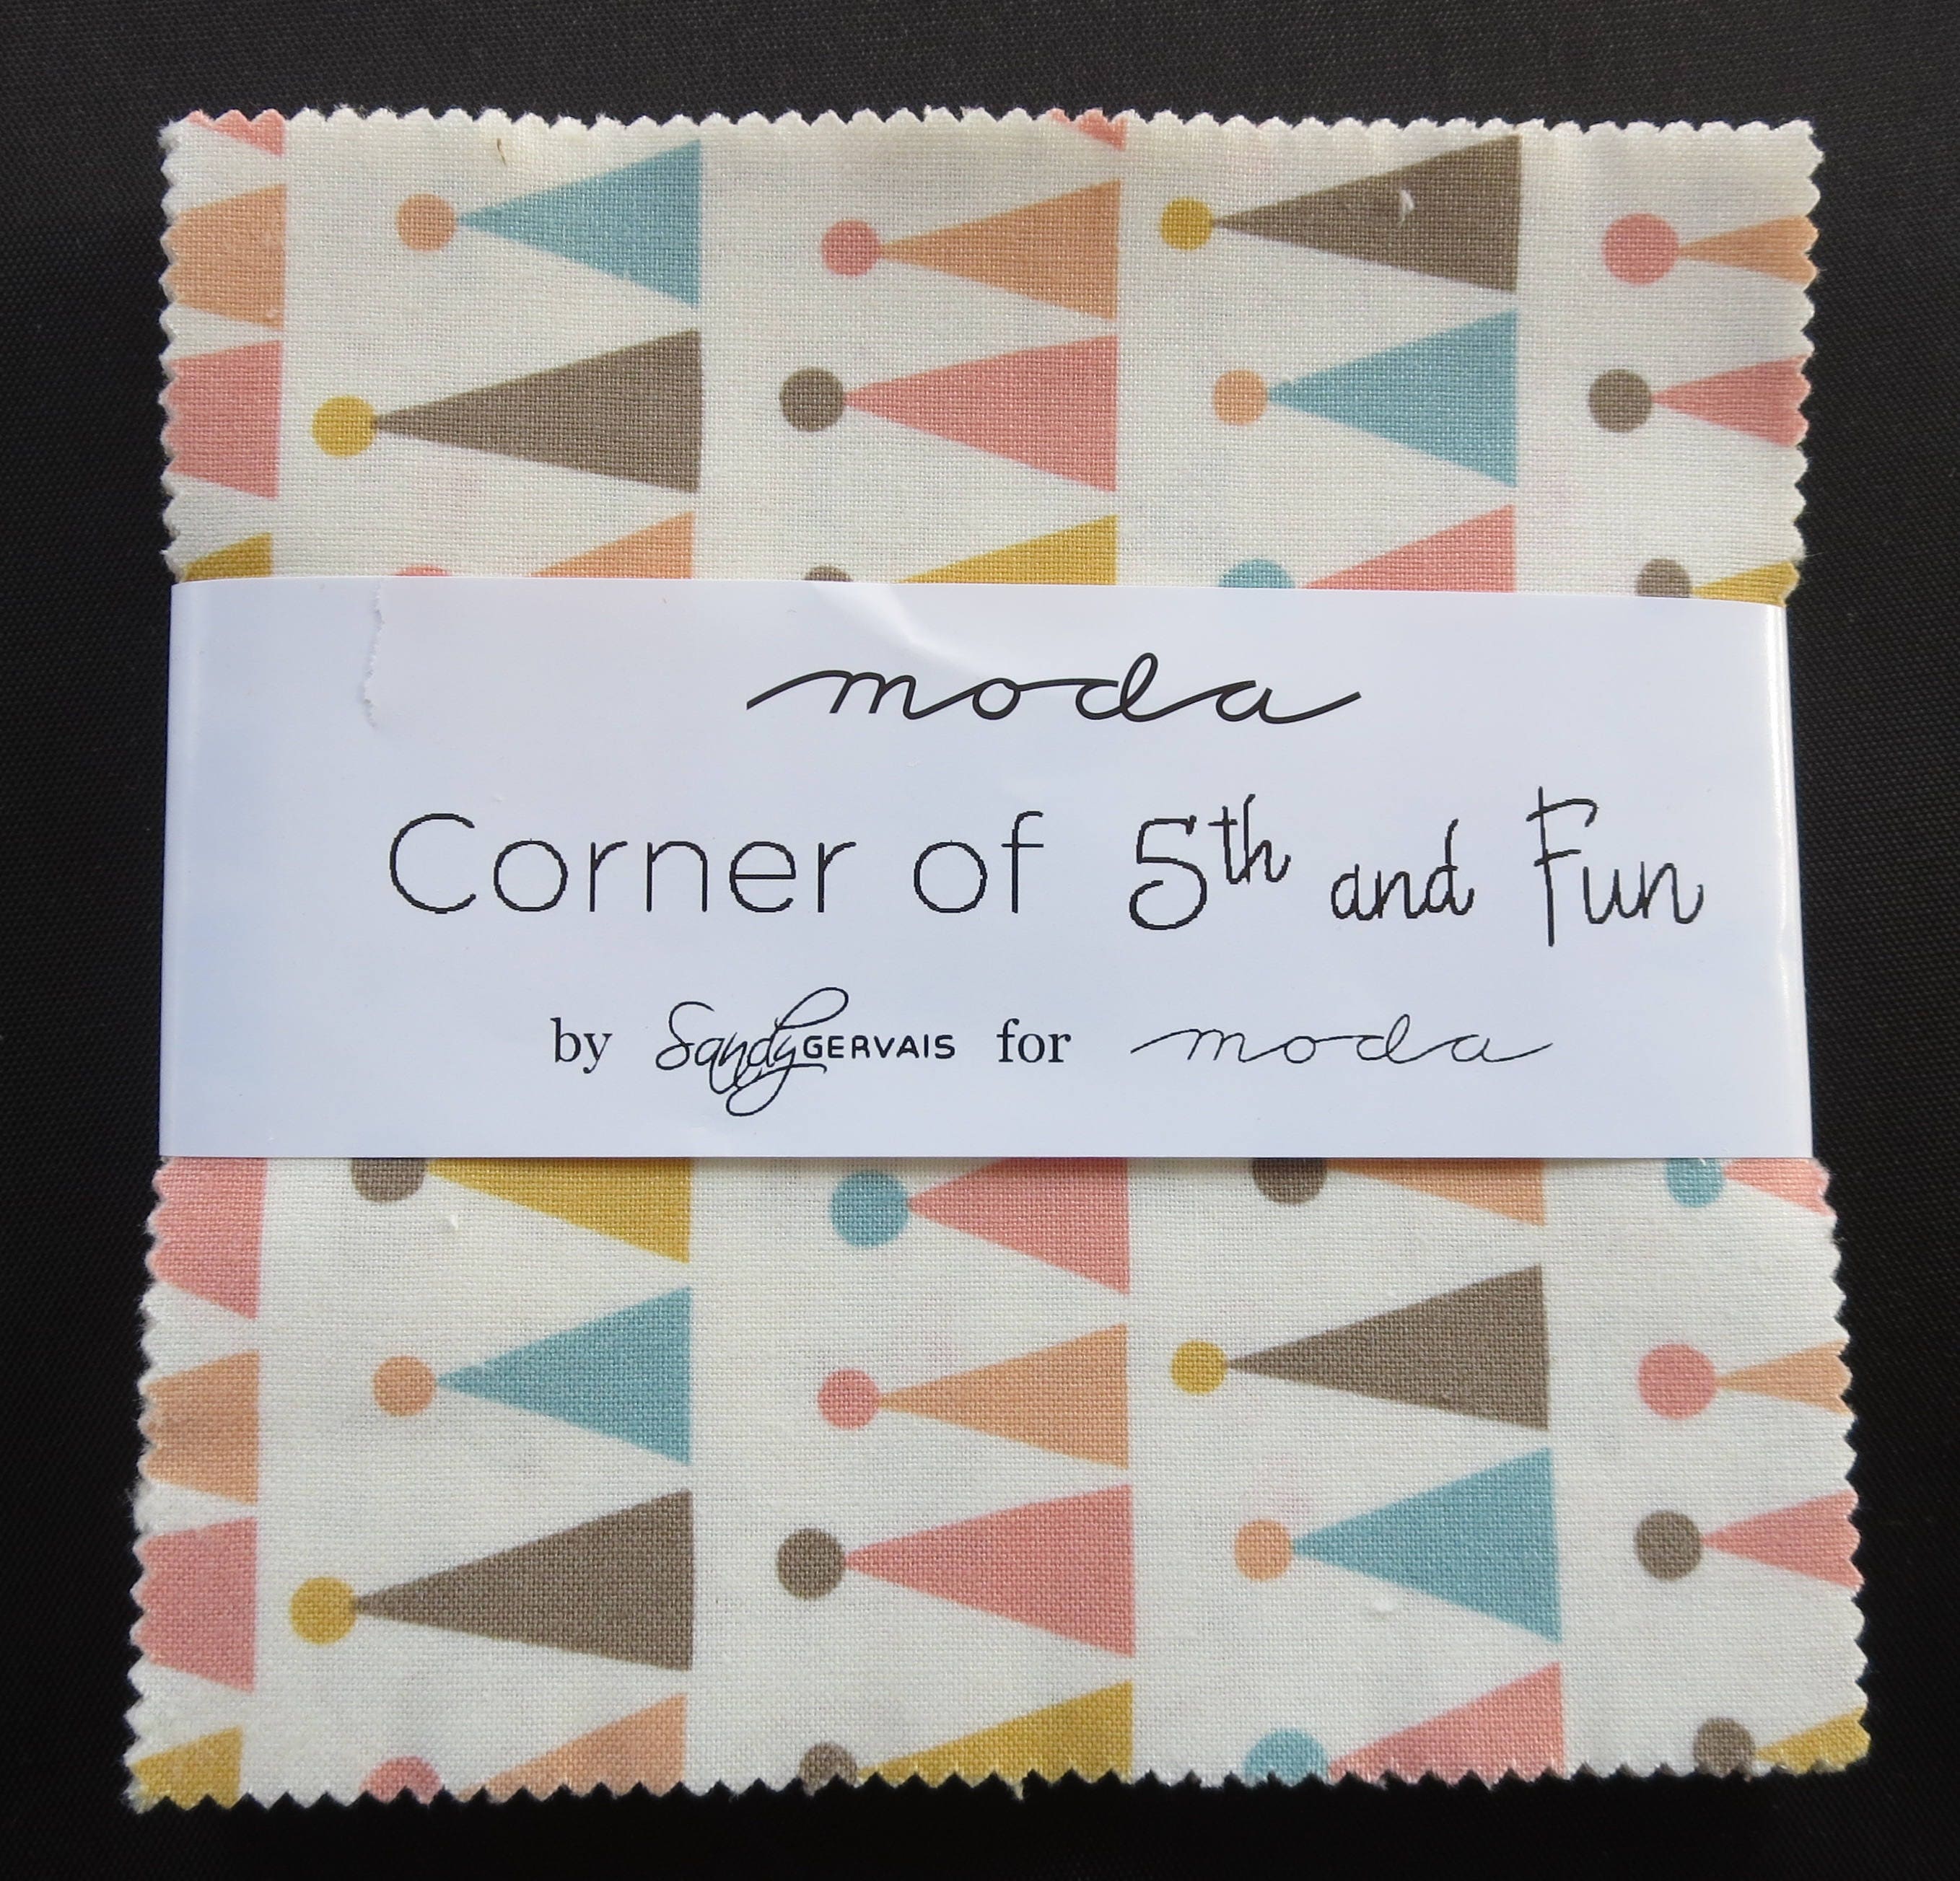 moda
Corner of 5th and Fun
by Sandy GERVAIS for moda